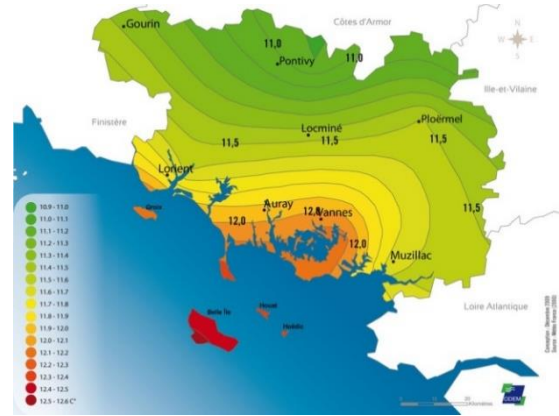 Gourin
11,0
Côtes d'Armor
Pontivy
11,0
N
W
E
S
Ille-et-Vilaine
Finistère
Locminé
Ploërmel
11,5
11,5
Lorient
11,5
Groix
Auray
12,0
Vannes
12,0
12,0
Muzillac
Houat
Belle Île
Hoëdic
Loire Atlantique
10.9 - 11.0
11.0 - 11.1
11.1 - 11.2
11.2 - 11.3
11.3 - 11.4
11.4 - 11.5
11.5 - 11.6
11.6 - 11.7
11.7 - 11.8
11.8 - 11.9
11.9 - 12.0
12.0 - 12.1
12.1 - 12.2
12.2 - 12.3
12.3 - 12.4
12.4 - 12.5
12.5 - 12.6 C°
ODEM